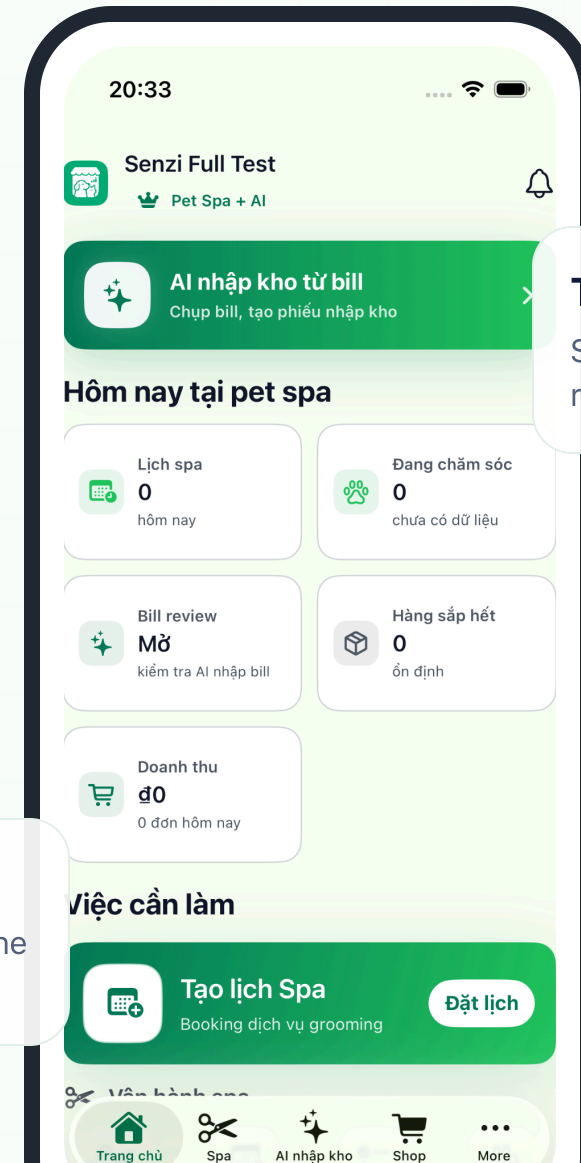 20:33
Senzi Full Test
Pet Spa + AI
AI nhập kho từ bill
Chụp bill, tạo phiếu nhập kho
Hôm nay tại pet spa
Lịch spa
0
hôm nay
Đang chăm sóc
0
chưa có dữ liệu
Bill review
Mở
kiểm tra AI nhập bill
Hàng sắp hết
0
ổn định
Doanh thu
₫0
0 đơn hôm nay
Việc cần làm
Tạo lịch Spa
Booking dịch vụ grooming
Đặt lịch
Trang chủ
Spa
AI nhập kho
Shop
More